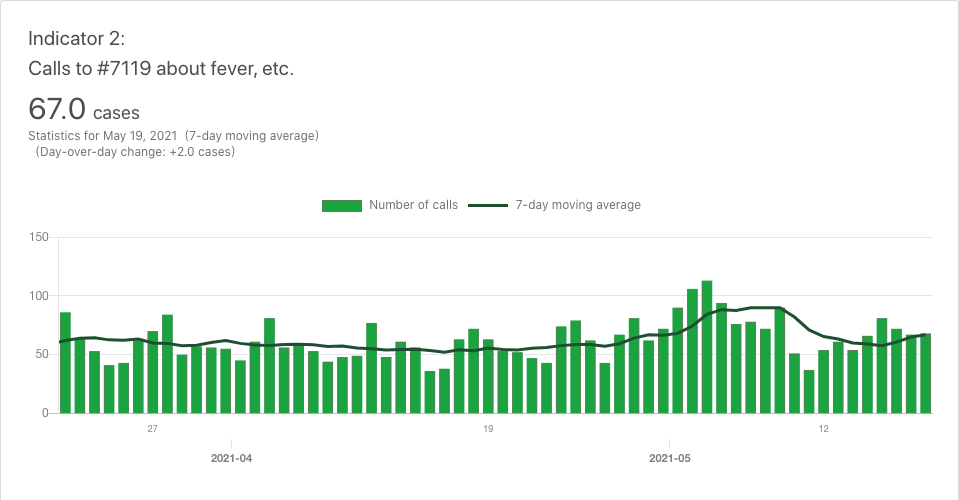 Indicator 2:
Calls to #7119 about fever, etc.
67.0 cases
Statistics for May 19, 2021 (7-day moving average)
(Day-over-day change: +2.0 cases)
Number of calls 7-day moving average
150
100
50
0
27 19 12
2021-04 2021-05